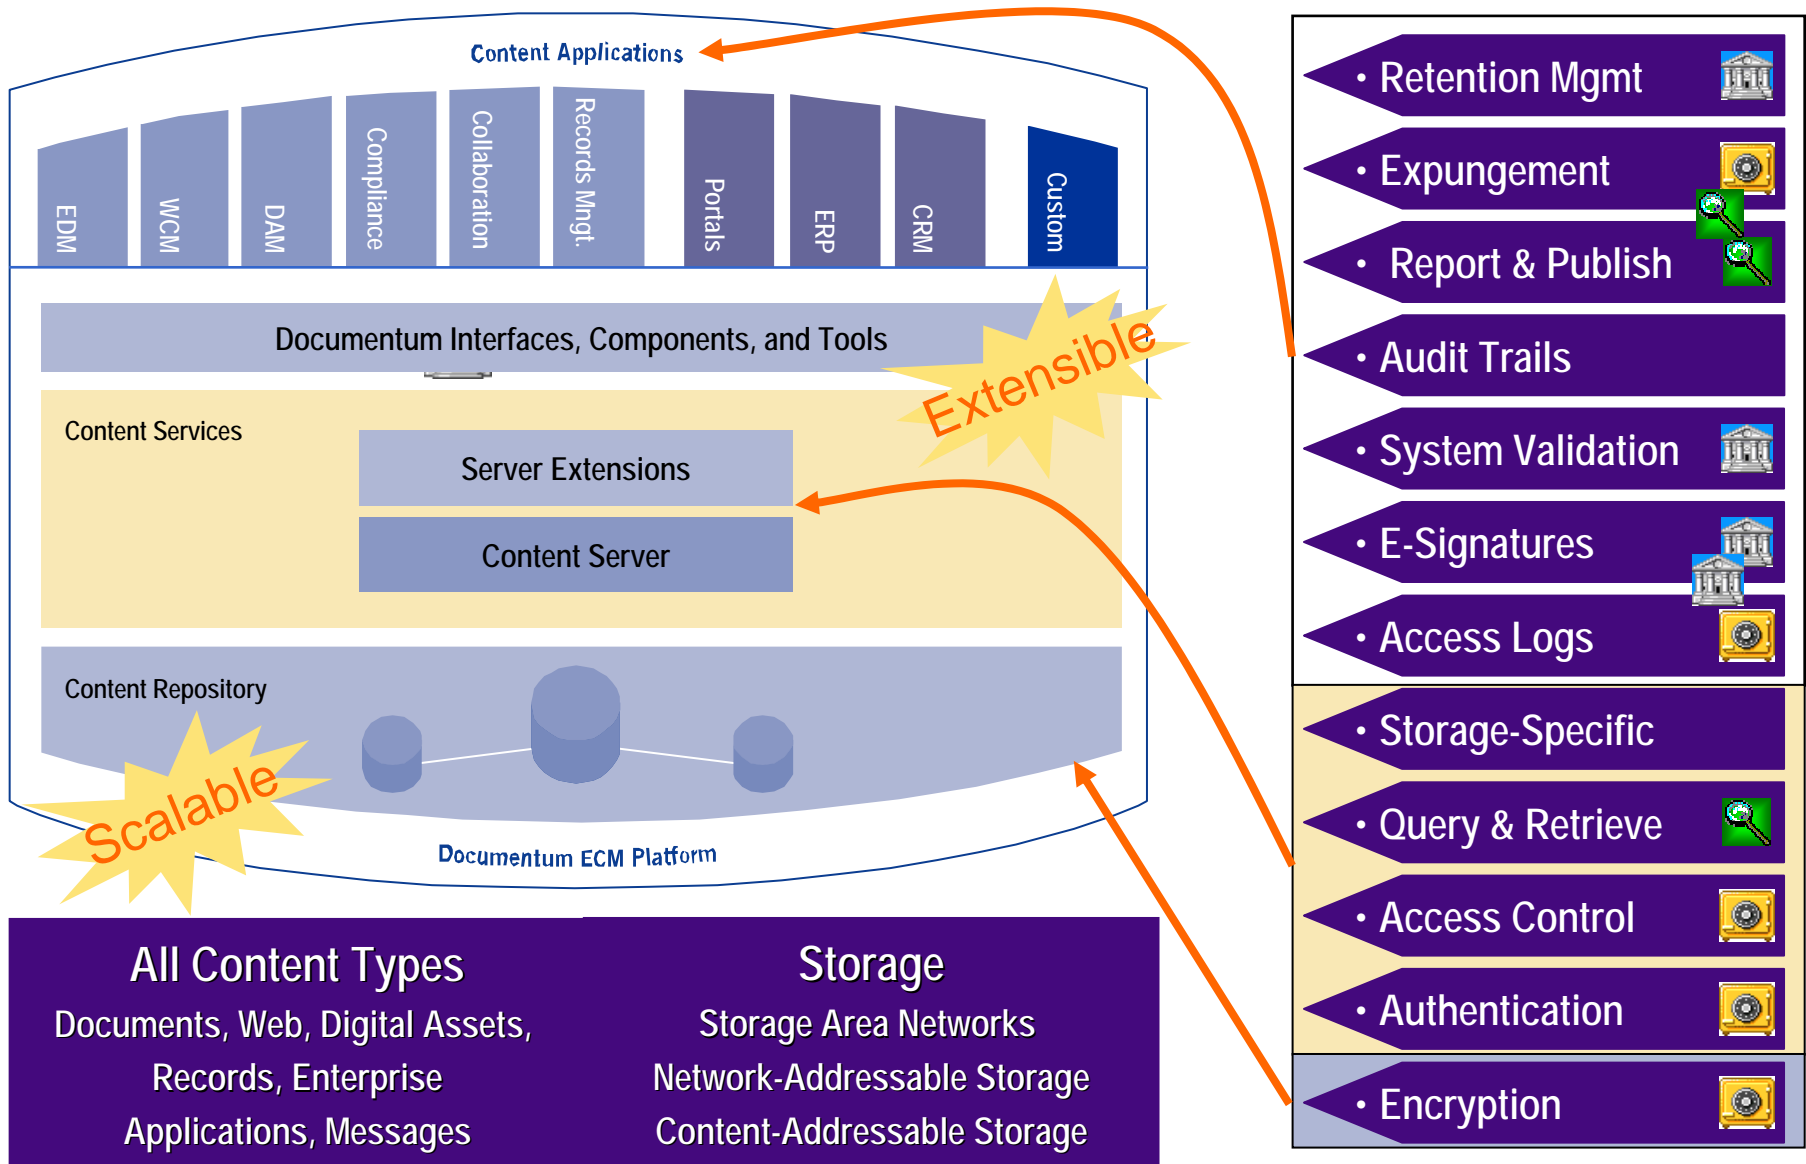 Content Applications
EDM
WCM
DAM
Compliance
Collaboration
Records Mngt.
Portals
ERP
CRM
Custom
Documentum Interfaces, Components, and Tools
Extensible
Content Services
Server Extensions
Content Server
Content Repository
Scalable
Documentum ECM Platform
All Content Types
Documents, Web, Digital Assets,
Records, Enterprise
Applications, Messages
Storage
Storage Area Networks
Network-Addressable Storage
Content-Addressable Storage
• Retention Mgmt
• Expungement
• Report & Publish
• Audit Trails
• System Validation
• E-Signatures
• Access Logs
• Storage-Specific
• Query & Retrieve
• Access Control
• Authentication
• Encryption